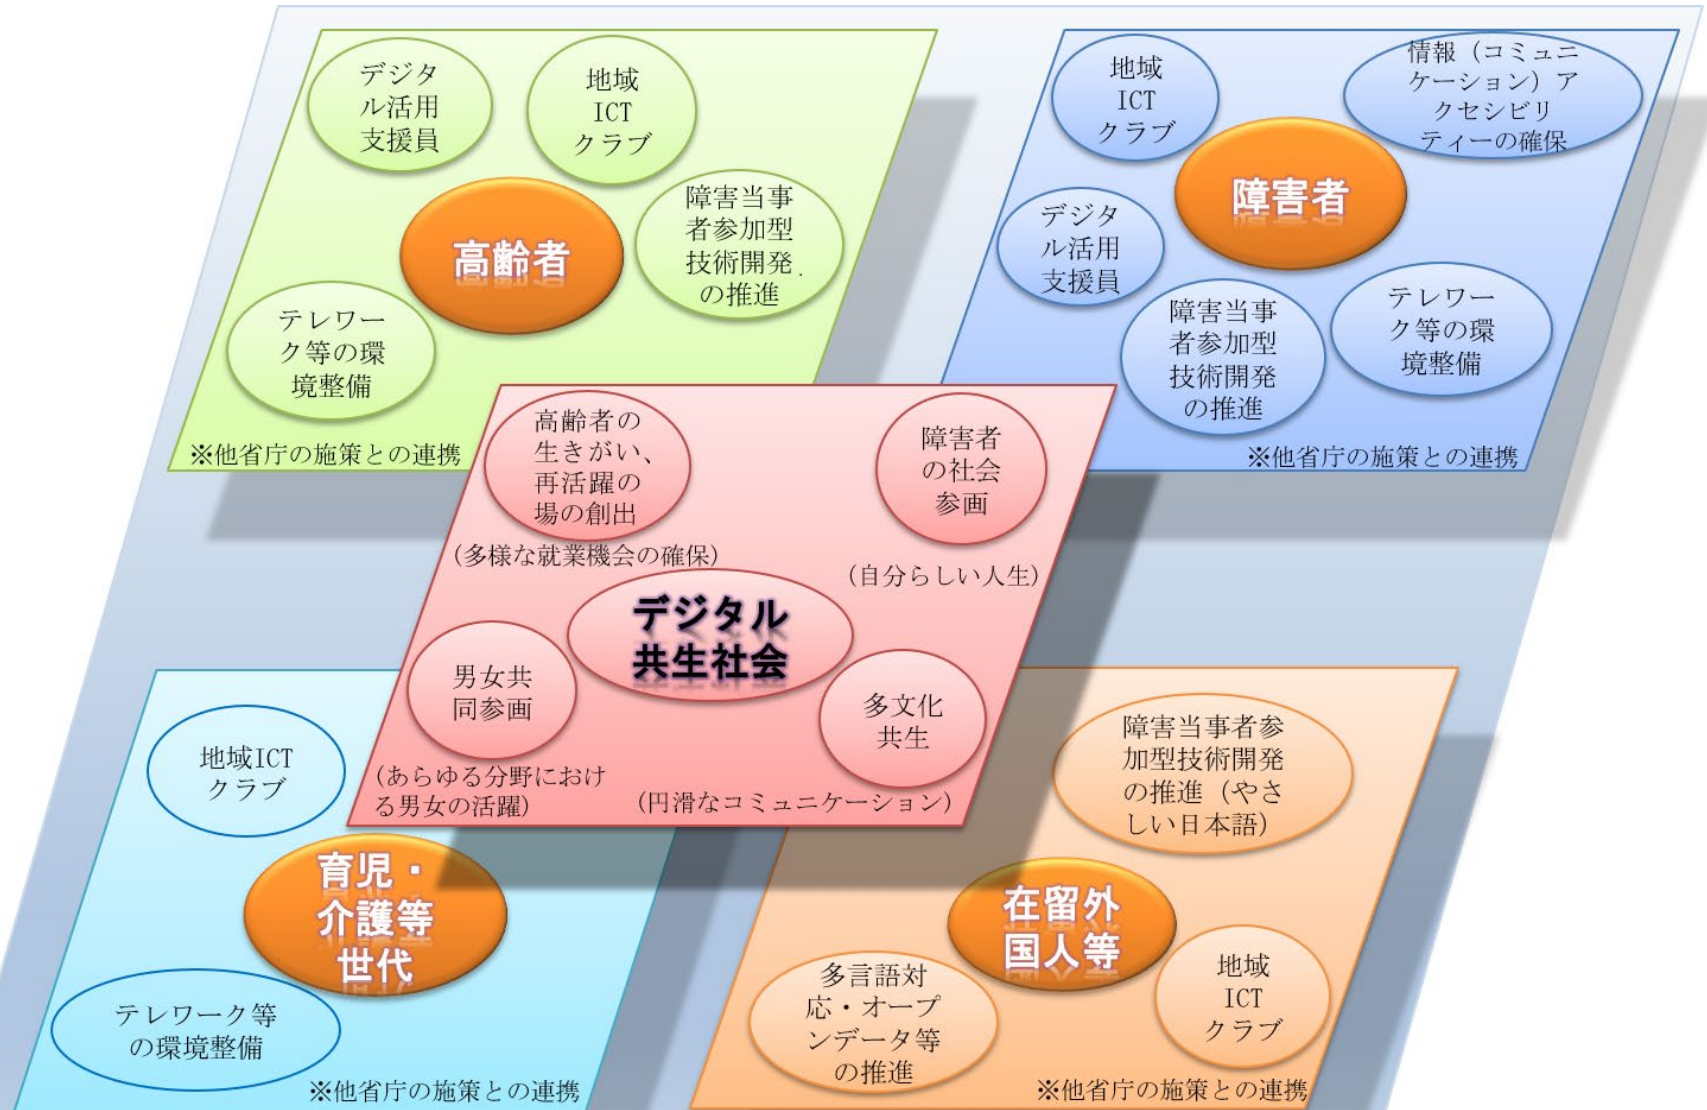 デジタ
ル活用
支援員
地域
ICT
クラブ
高齢者
障害当事
者参加型
技術開発
の推進
テレワー
ク等の環
境整備
※他省庁の施策との連携
地域
ICT
クラブ
情報（コミュニ
ケーション）ア
クセシビリ
ティーの確保
障害者
デジタ
ル活用
支援員
障害当事
者参加型
技術開発
の推進
テレワー
ク等の環
境整備
※他省庁の施策との連携
高齢者の
生きがい、
再活躍の
場の創出
（多様な就業機会の確保）
障害者
の社会
参画
（自分らしい人生）
デジタル
共生社会
男女共
同参画
（あらゆる分野におけ
る男女の活躍）
多文化
共生
（円滑なコミュニケーション）
地域ICT
クラブ
育児・
介護等
世代
テレワーク等
の環境整備
※他省庁の施策との連携
障害当事者参
加型技術開発
の推進（やさ
しい日本語）
在留外
国人等
多言語対
応・オープ
ンデータ等
の推進
地域
ICT
クラブ
※他省庁の施策との連携